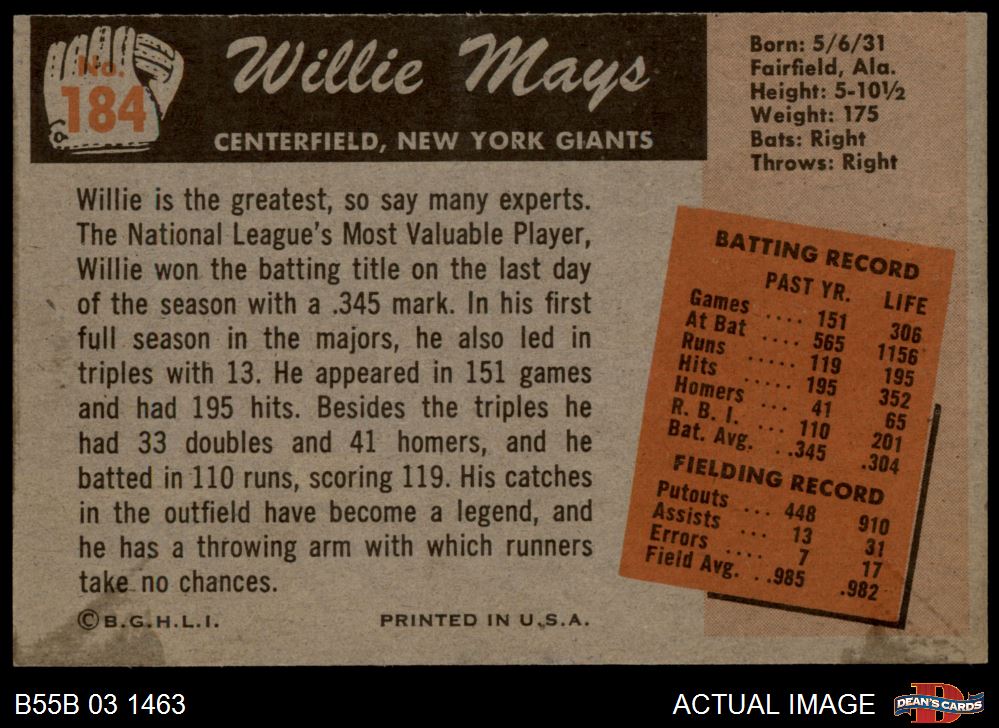 No.
184
Willie Mays
CENTERFIELD, NEW YORK GIANTS
Born: 5/6/31
Fairfield, Ala.
Height: 5-10½
Weight: 175
Bats: Right
Throws: Right
Willie is the greatest, so say many experts.
The National League's Most Valuable Player,
Willie won the batting title on the last day
of the season with a .345 mark. In his first
full season in the majors, he also led in
triples with 13. He appeared in 151 games
and had 195 hits. Besides the triples he
had 33 doubles and 41 homers, and he
batted in 110 runs, scoring 119. His catches
in the outfield have become a legend, and
he has a throwing arm with which runners
take no chances.
BATTING RECORD
PAST YR. LIFE
Games .... 151 306
At Bat .... 565 1156
Runs ..... 119 195
Hits ..... 195 352
Homers ... 41 65
R. B. I. ... 110 201
Bat. Avg. ..345 .304
FIELDING RECORD
Putouts ... 448 910
Assists ... 13 31
Errors .... 7 17
Field Avg. ..985 .982
© B.G.H.L.I. PRINTED IN U.S.A.
B55B 03 1463 ACTUAL IMAGE DEAN'S CARDS